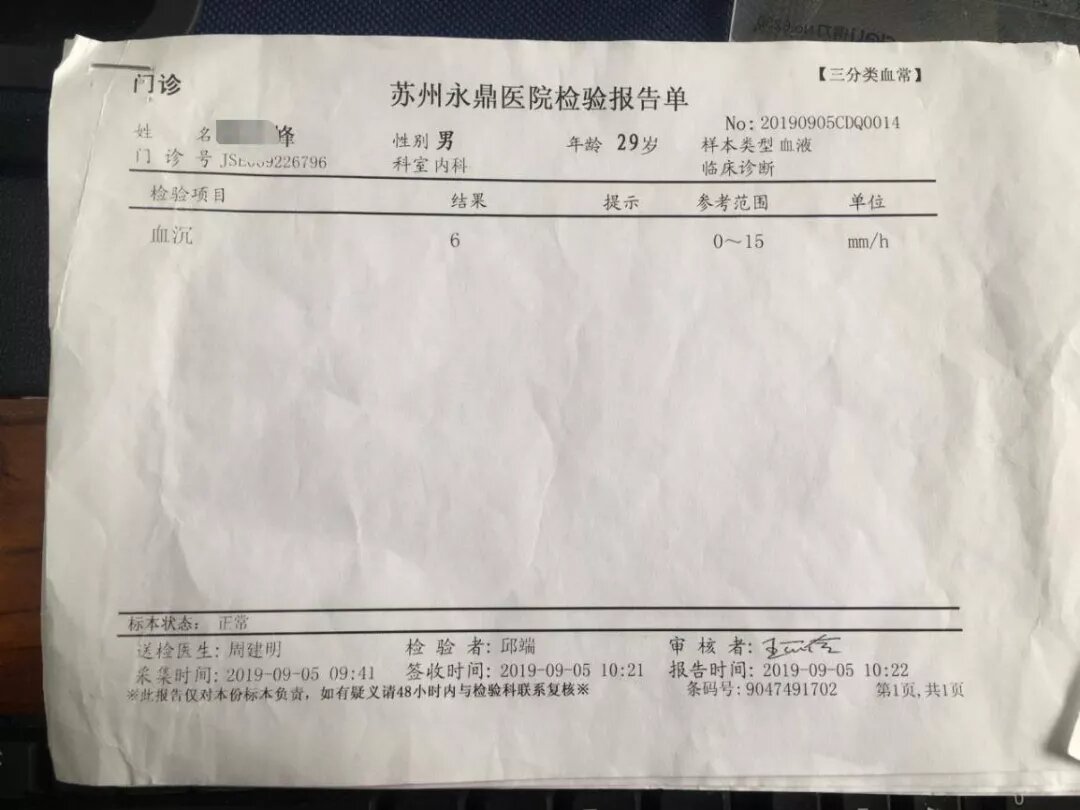 【三分类血常】
门诊
苏州永鼎医院检验报告单
No: 20190905CDQ0014
姓 名 峰 性别 男 年龄 29岁 样本类型 血液
门 诊 号 JSE009226796 科室 内科 临床诊断
检验项目 结果 提示 参考范围 单位
血沉 6 0～15 mm/h
标本状态: 正常
送检医生: 周建明 检 验 者: 邱端 审 核 者:
采集时间: 2019-09-05 09:41 签收时间: 2019-09-05 10:21 报告时间: 2019-09-05 10:22
※此报告仅对本份标本负责，如有疑义请48小时内与检验科联系复核※ 条码号: 9047491702 第1页,共1页